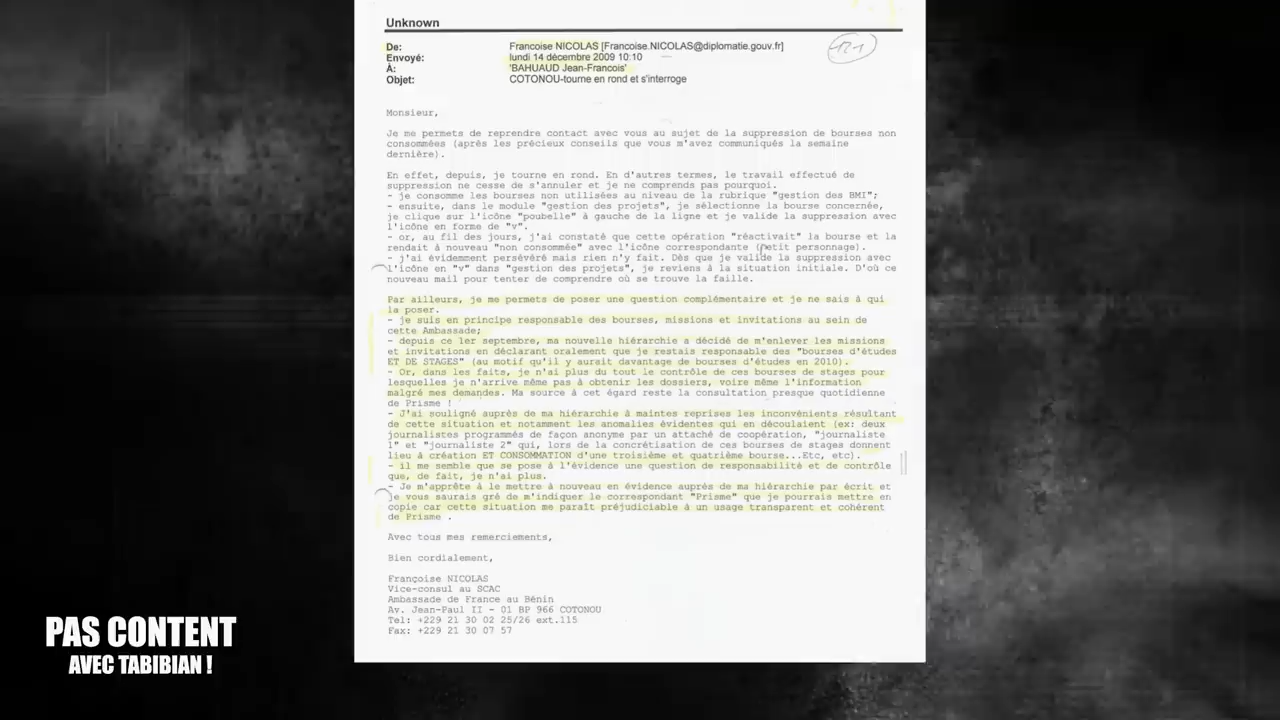 Unknown
De: Francoise NICOLAS [Francoise.NICOLAS@diplomatie.gouv.fr]
Envoyé: lundi 14 décembre 2009 10:10
À: 'BAHUAUD Jean-Francois'
Objet: COTONOU-tourne en rond et s'interroge
121
Monsieur,
Je me permets de reprendre contact avec vous au sujet de la suppression de bourses non
consommées (après les précieux conseils que vous m'avez communiqués la semaine
dernière).
En effet, depuis, je tourne en rond. En d'autres termes, le travail effectué de
suppression ne cesse de s'annuler et je ne comprends pas pourquoi.
- je consomme les bourses non utilisées au niveau de la rubrique "gestion des BMI";
- ensuite, dans le module "gestion des projets", je sélectionne la bourse concernée,
je clique sur l'icône "poubelle" à gauche de la ligne et je valide la suppression avec
l'icône en forme de "v".
- or, au fil des jours, j'ai constaté que cette opération "réactivait" la bourse et la
rendait à nouveau "non consommée" avec l'icône correspondante (petit personnage).
- j'ai évidemment persévéré mais rien n'y fait. Dès que je valide la suppression avec
l'icône en "v" dans "gestion des projets", je reviens à la situation initiale. D'où ce
nouveau mail pour tenter de comprendre où se trouve la faille.
Par ailleurs, je me permets de poser une question complémentaire et je ne sais à qui
la poser.
- je suis en principe responsable des bourses, missions et invitations au sein de
cette Ambassade;
- depuis ce 1er septembre, ma nouvelle hiérarchie a décidé de m'enlever les missions
et invitations en déclarant oralement que je restais responsable des "bourses d'études
ET DE STAGES" (au motif qu'il y aurait davantage de bourses d'études en 2010).
- Or, dans les faits, je n'ai plus du tout le contrôle de ces bourses de stages pour
lesquelles je n'arrive même pas à obtenir les dossiers, voire même l'information
malgré mes demandes. Ma source à cet égard reste la consultation presque quotidienne
de Prisme !
- J'ai souligné auprés de ma hiérarchie à maintes reprises les inconvénients résultant
de cette situation et notamment les anomalies évidentes qui en découlaient (ex: deux
journalistes programmés de façon anonyme par un attaché de coopération, "journaliste
1" et "journaliste 2" qui, lors de la concrétisation de ces bourses de stages donnent
lieu à création ET CONSOMMATION d'une troisième et quatrième bourse...Etc, etc).
- il me semble que se pose à l'évidence une question de responsabilité et de contrôle
que, de fait, je n'ai plus.
- Je m'apprête à le mettre à nouveau en évidence auprés de ma hiérarchie par écrit et
je vous saurais gré de m'indiquer le correspondant "Prisme" que je pourrais mettre en
copie car cette situation me paraît préjudiciable à un usage transparent et cohérent
de Prisme .
Avec tous mes remerciements,
Bien cordialement,
Françoise NICOLAS
Vice-consul au SCAC
Ambassade de France au Bénin
Av. Jean-Paul II - 01 BP 966 COTONOU
Tel: +229 21 30 02 25/26 ext.115
Fax: +229 21 30 07 57
PAS CONTENT
AVEC TABIBIAN !